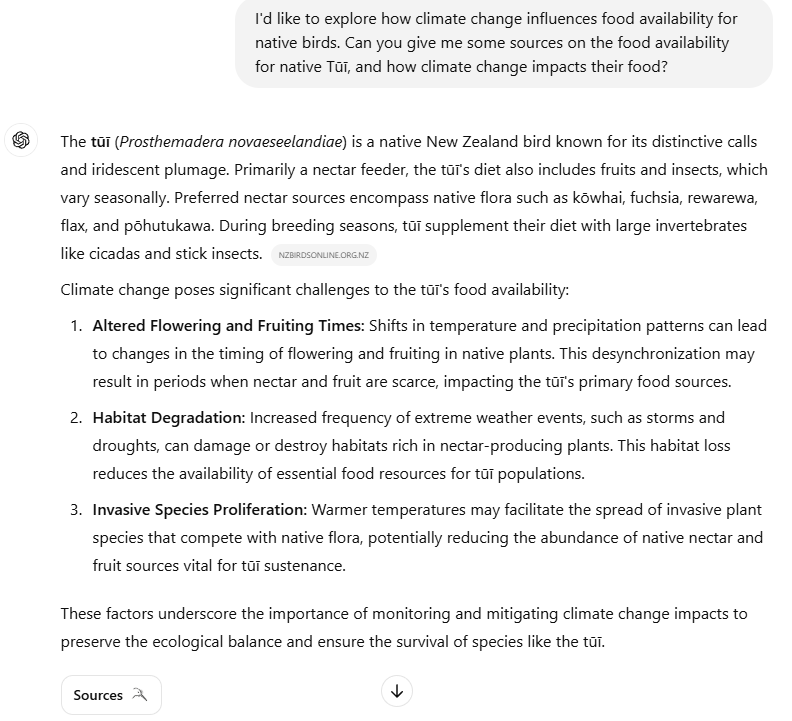 I'd like to explore how climate change influences food availability for
native birds. Can you give me some sources on the food availability
for native Tūī, and how climate change impacts their food?
The tūī (Prosthemadera novaeseelandiae) is a native New Zealand bird known for its distinctive calls
and iridescent plumage. Primarily a nectar feeder, the tūī's diet also includes fruits and insects, which
vary seasonally. Preferred nectar sources encompass native flora such as kōwhai, fuchsia, rewarewa,
flax, and pōhutukawa. During breeding seasons, tūī supplement their diet with large invertebrates
like cicadas and stick insects. NZBIRDSONLINE.ORG.NZ
Climate change poses significant challenges to the tūī's food availability:
1. Altered Flowering and Fruiting Times: Shifts in temperature and precipitation patterns can lead
to changes in the timing of flowering and fruiting in native plants. This desynchronization may
result in periods when nectar and fruit are scarce, impacting the tūī's primary food sources.
2. Habitat Degradation: Increased frequency of extreme weather events, such as storms and
droughts, can damage or destroy habitats rich in nectar-producing plants. This habitat loss
reduces the availability of essential food resources for tūī populations.
3. Invasive Species Proliferation: Warmer temperatures may facilitate the spread of invasive plant
species that compete with native flora, potentially reducing the abundance of native nectar and
fruit sources vital for tūī sustenance.
These factors underscore the importance of monitoring and mitigating climate change impacts to
preserve the ecological balance and ensure the survival of species like the tūī.
Sources